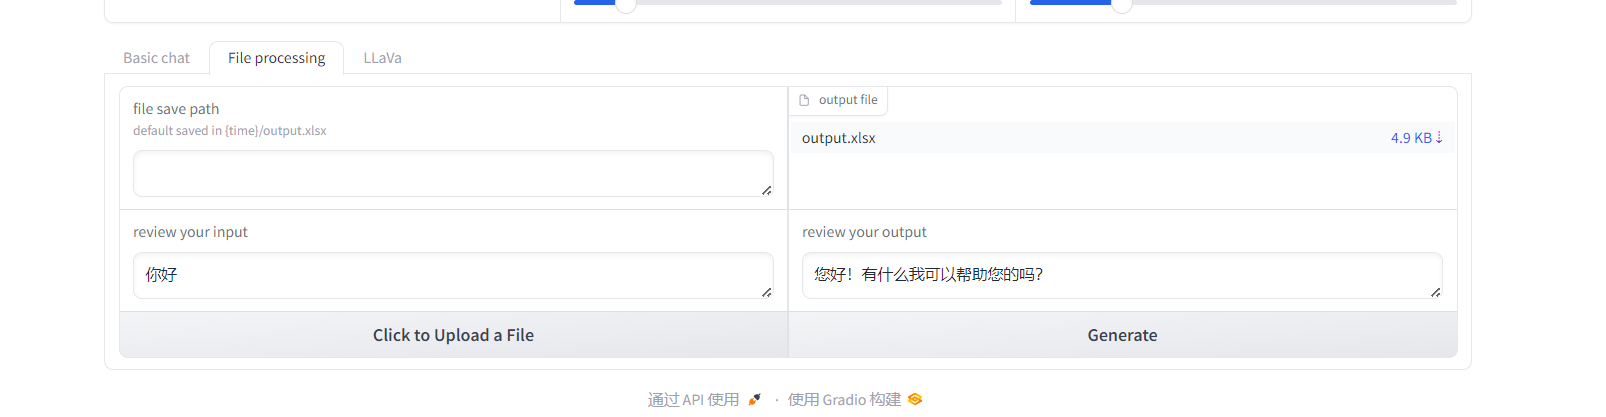 Basic chat
File processing
LLaVa
file save path
default saved in {time}/output.xlsx
output file
output.xlsx
4.9 KB ⇣
review your input
你好
review your output
您好！有什么我可以帮助您的吗？
Click to Upload a File
Generate
通过 API 使用 🚀 · 使用 Gradio 构建